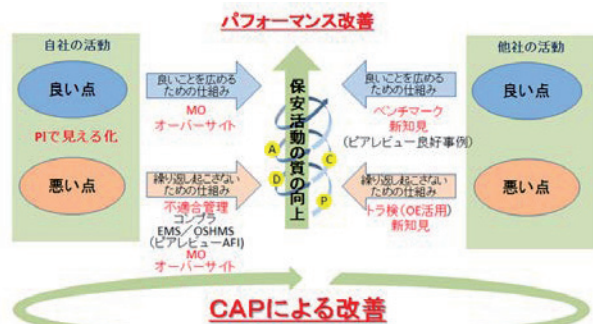 パフォーマンス改善
自社の活動
良い点
PIで見える化
悪い点
良いことを広める
ための仕組み
MO
オーバーサイト
繰り返し起こさない
ための仕組み
不適合管理
コンプラ
EMS/OSHMS
(ピアレビューAFI)
MO
オーバーサイト
保安活動の質の向上
A
C
D
P
他社の活動
良い点
悪い点
良いことを広める
ための仕組み
ベンチマーク
新知見
(ピアレビュー良好事例)
繰り返し起こさない
ための仕組み
トラ検(OE活用)
新知見
CAPによる改善